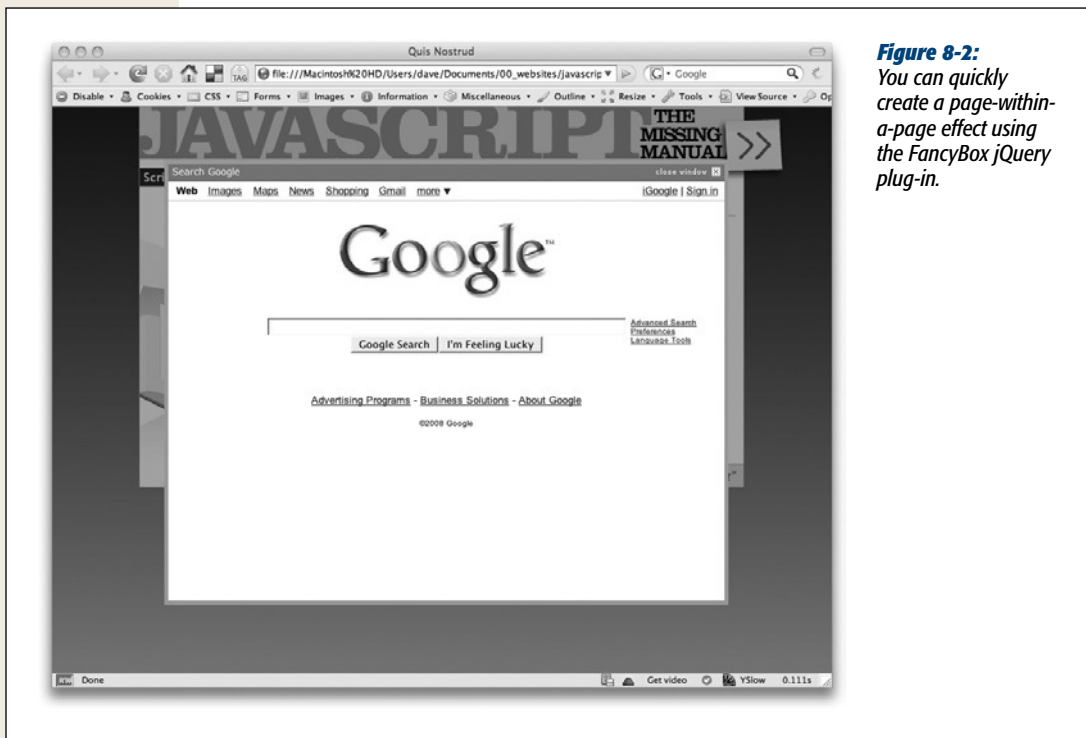 Quis Nostrud
TAG
file:///Macintosh%20HD/Users/dave/Documents/00_websites/javascrip
G • Google
Disable • Cookies • CSS • Forms • Images • Information • Miscellaneous • Outline • Resize • Tools • View Source • Op
JAVASCRIPT
THE
MISSING
MANUAL
>>
Scri
Search Google
close window
Web Images Maps News Shopping Gmail more ▼
iGoogle | Sign in
Google™
Advanced Search
Preferences
Language Tools
Google Search
I'm Feeling Lucky
Advertising Programs - Business Solutions - About Google
©2008 Google
Done
Get video
YSlow
0.111s
Figure 8-2:
You can quickly
create a page-within-
a-page effect using
the FancyBox jQuery
plug-in.